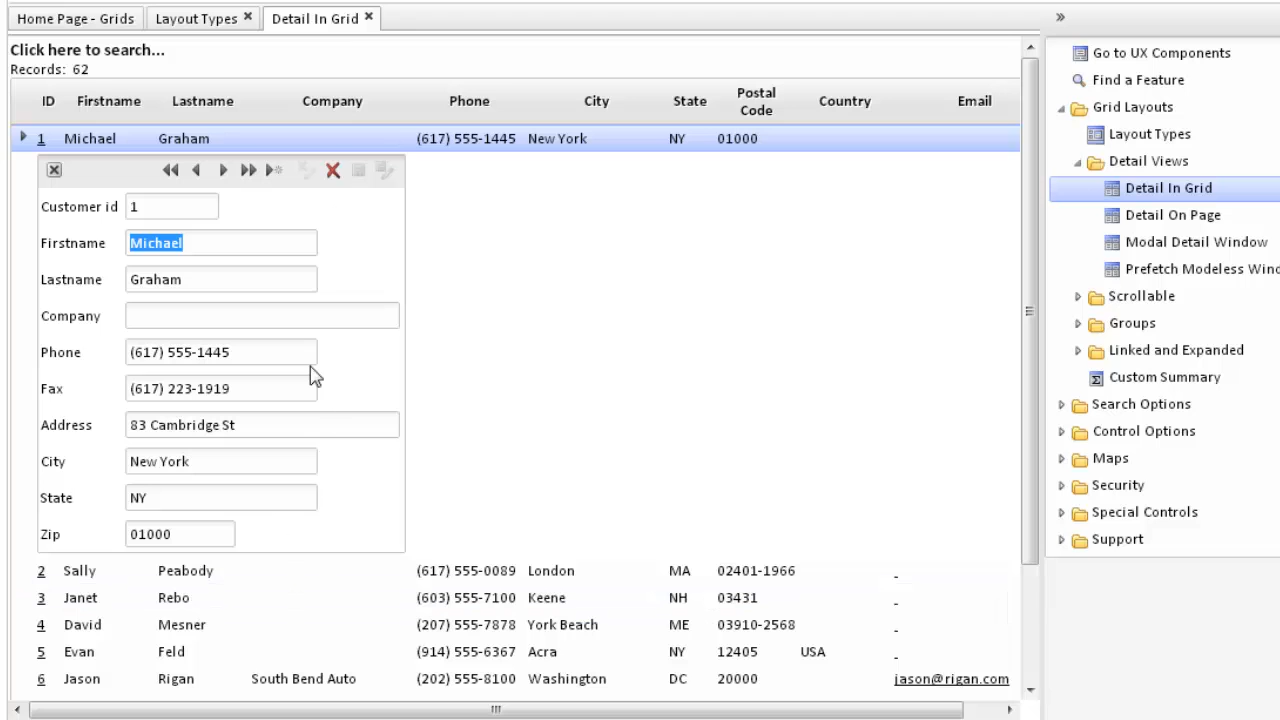 Home Page - Grids
Layout Types
Detail In Grid
Click here to search...
Records: 62
ID Firstname Lastname Company Phone City State Postal Code Country Email
1 Michael Graham (617) 555-1445 New York NY 01000
Customer id 1
Firstname Michael
Lastname Graham
Company
Phone (617) 555-1445
Fax (617) 223-1919
Address 83 Cambridge St
City New York
State NY
Zip 01000
2 Sally Peabody (617) 555-0089 London MA 02401-1966
3 Janet Rebo (603) 555-7100 Keene NH 03431
4 David Mesner (207) 555-7878 York Beach ME 03910-2568
5 Evan Feld (914) 555-6367 Acra NY 12405 USA
6 Jason Rigan South Bend Auto (202) 555-8100 Washington DC 20000 jason@rigan.com
Go to UX Components
Find a Feature
Grid Layouts
Layout Types
Detail Views
Detail In Grid
Detail On Page
Modal Detail Window
Prefetch Modeless Wind
Scrollable
Groups
Linked and Expanded
Custom Summary
Search Options
Control Options
Maps
Security
Special Controls
Support